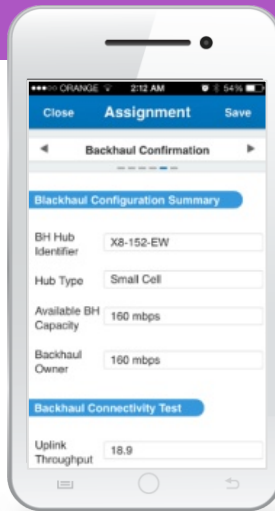 ORANGE 2:12 AM 54%
Close Assignment Save
Backhaul Confirmation
Blackhaul Configuration Summary
BH Hub
Identifier
X8-152-EW
Hub Type
Small Cell
Available BH
Capacity
160 mbps
Backhaul
Owner
160 mbps
Backhaul Connectivity Test
Uplink
Throughput
18.9